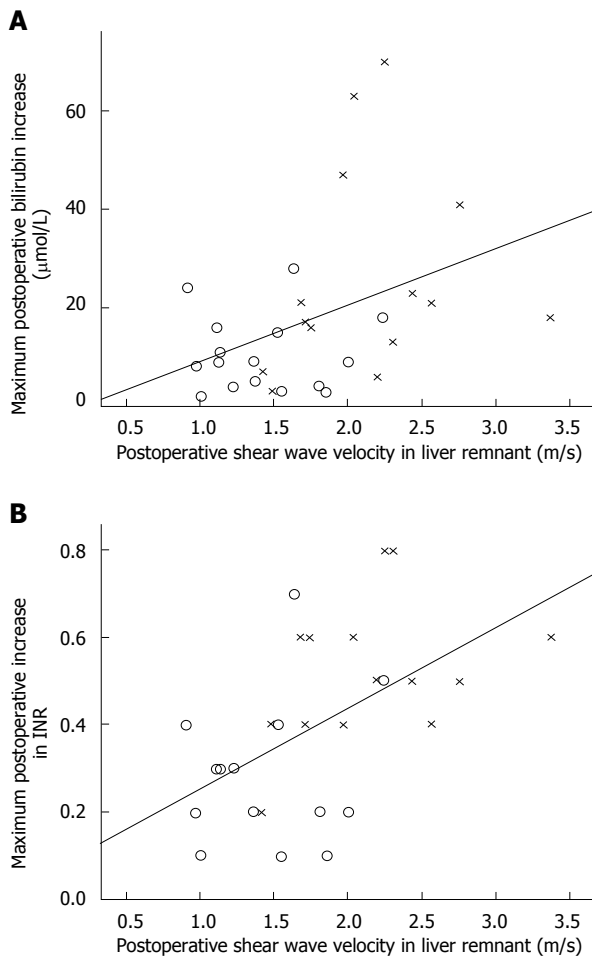 A
Maximum postoperative bilirubin increase
(μmol/L)
60
40
20
0
0.5 1.0 1.5 2.0 2.5 3.0 3.5
Postoperative shear wave velocity in liver remnant (m/s)
B
Maximum postoperative increase
in INR
0.8
0.6
0.4
0.2
0.0
0.5 1.0 1.5 2.0 2.5 3.0 3.5
Postoperative shear wave velocity in liver remnant (m/s)